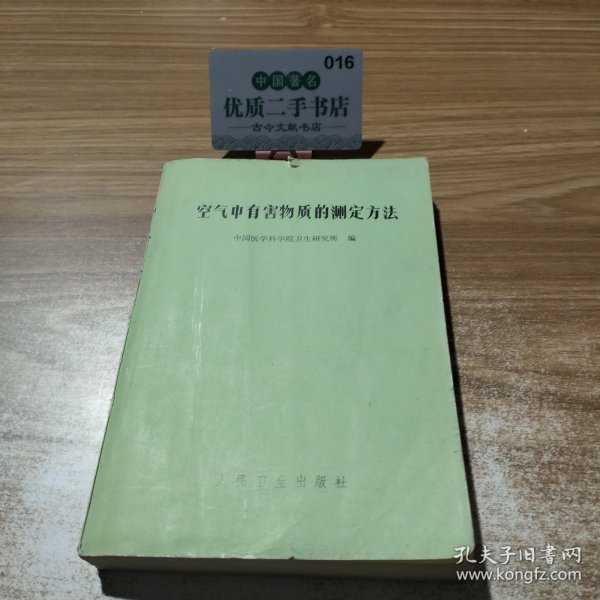 016
中国著名
优质二手书店
古今文献书店
空气中有害物质的测定方法
中国医学科学院卫生研究所 编
人民卫生出版社
孔夫子旧书网
www.kongfz.com